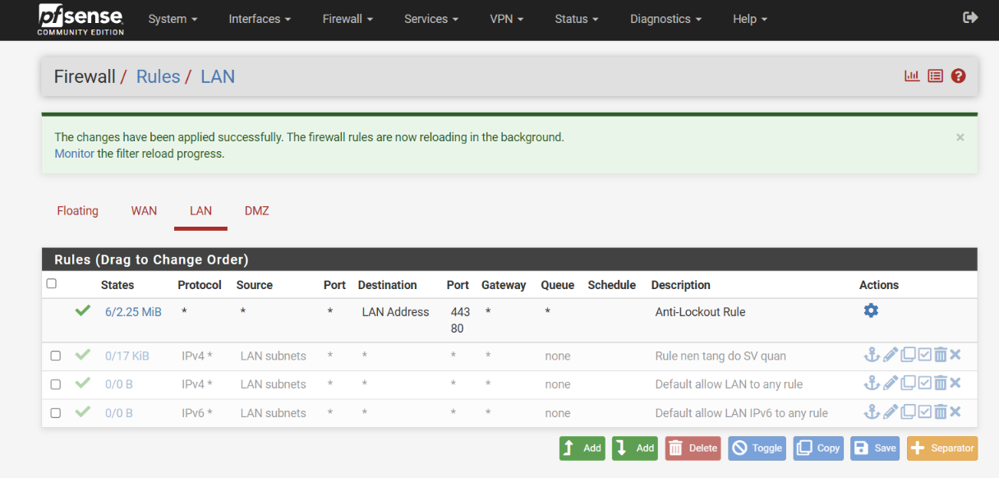 pfsense
COMMUNITY EDITION
System Interfaces Firewall Services VPN Status Diagnostics Help
Firewall / Rules / LAN
The changes have been applied successfully. The firewall rules are now reloading in the background.
Monitor the filter reload progress.
×
Floating WAN LAN DMZ
Rules (Drag to Change Order)
States Protocol Source Port Destination Port Gateway Queue Schedule Description Actions
6/2.25 MiB * * * LAN Address 443 * * Anti-Lockout Rule
80
0/17 KiB IPv4 * LAN subnets * * * * none Rule nen tang do SV quan
0/0 B IPv4 * LAN subnets * * * * none Default allow LAN to any rule
0/0 B IPv6 * LAN subnets * * * * none Default allow LAN IPv6 to any rule
Add Add Delete Toggle Copy Save Separator